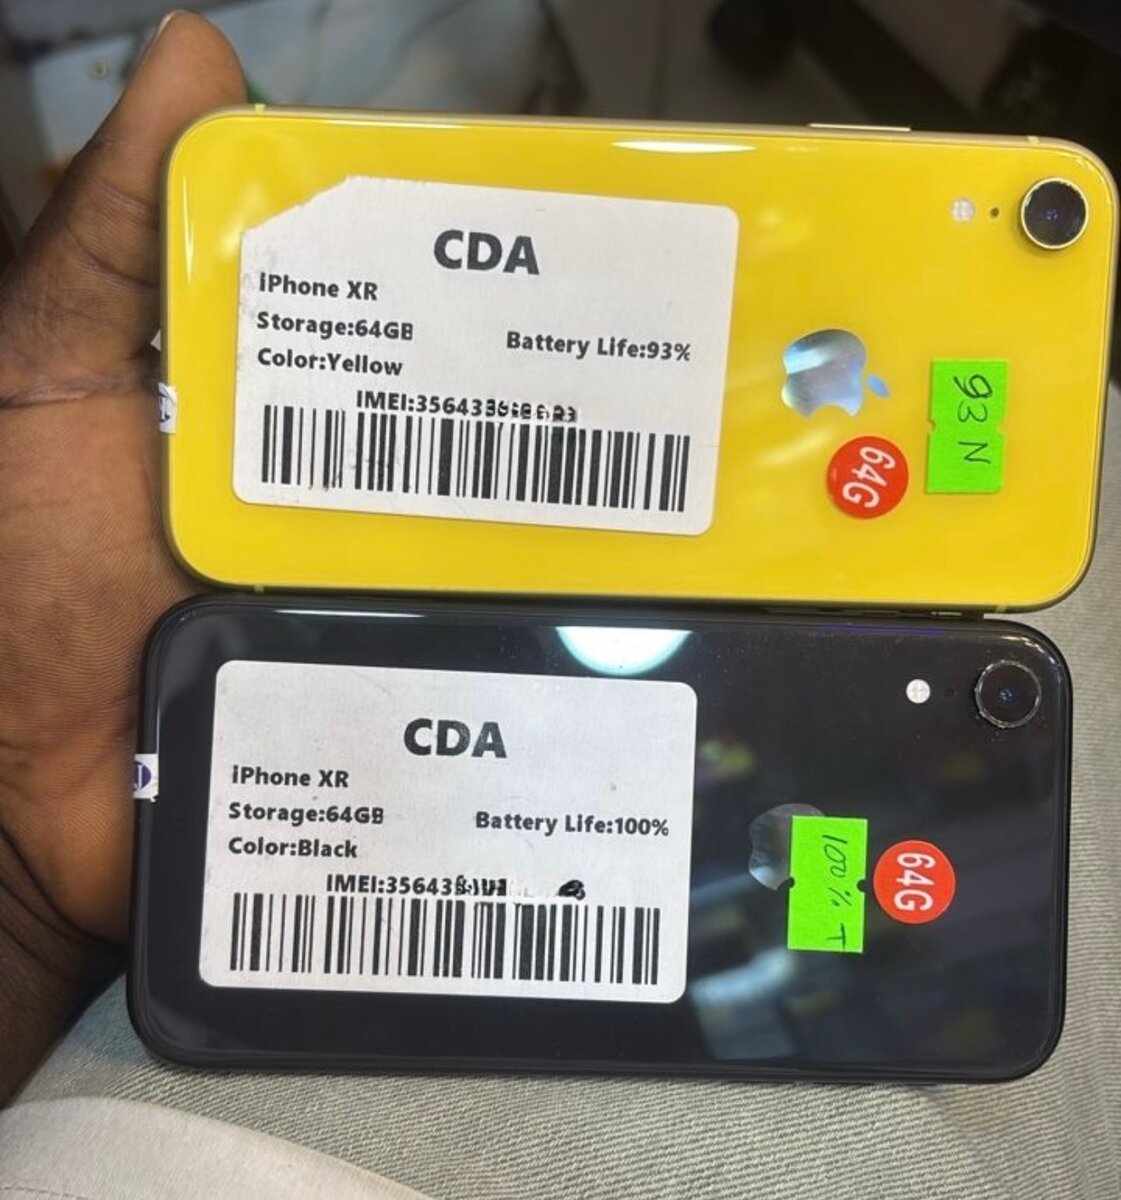 CDA
iPhone XR
Storage:64GB
Battery Life:93%
Color:Yellow
93 N
64G
CDA
iPhone XR
Storage:64GB
Battery Life:100%
Color:Black
100% T
64G